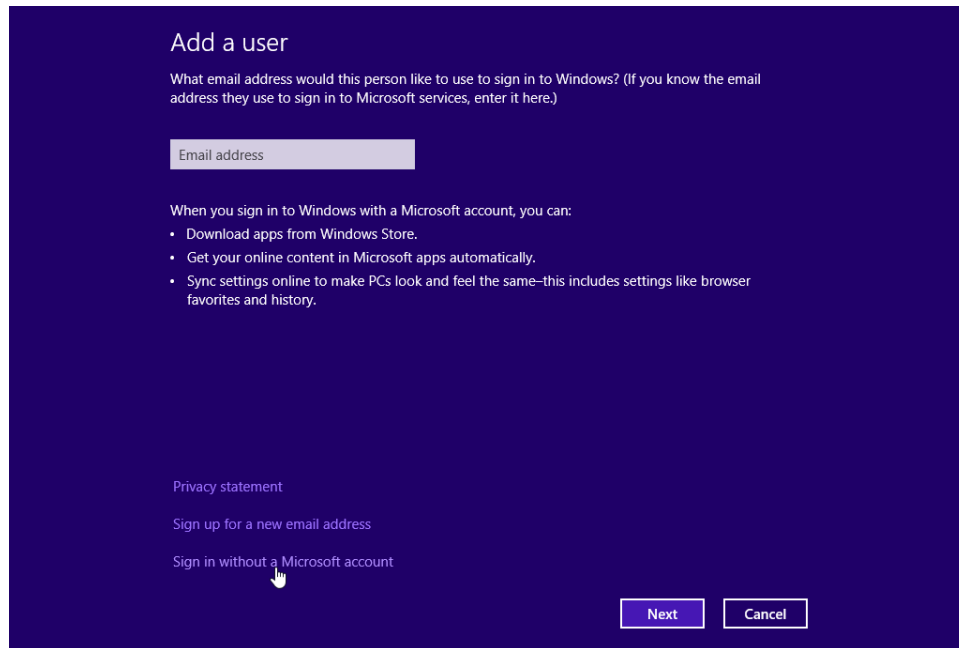 Add a user
What email address would this person like to use to sign in to Windows? (If you know the email
address they use to sign in to Microsoft services, enter it here.)
Email address
When you sign in to Windows with a Microsoft account, you can:
• Download apps from Windows Store.
• Get your online content in Microsoft apps automatically.
• Sync settings online to make PCs look and feel the same–this includes settings like browser
favorites and history.
Privacy statement
Sign up for a new email address
Sign in without a Microsoft account
Next Cancel